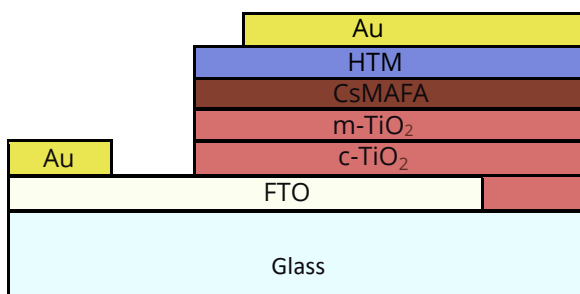 Au
HTM
CsMAFA
m-TiO₂
c-TiO₂
Au
FTO
Glass